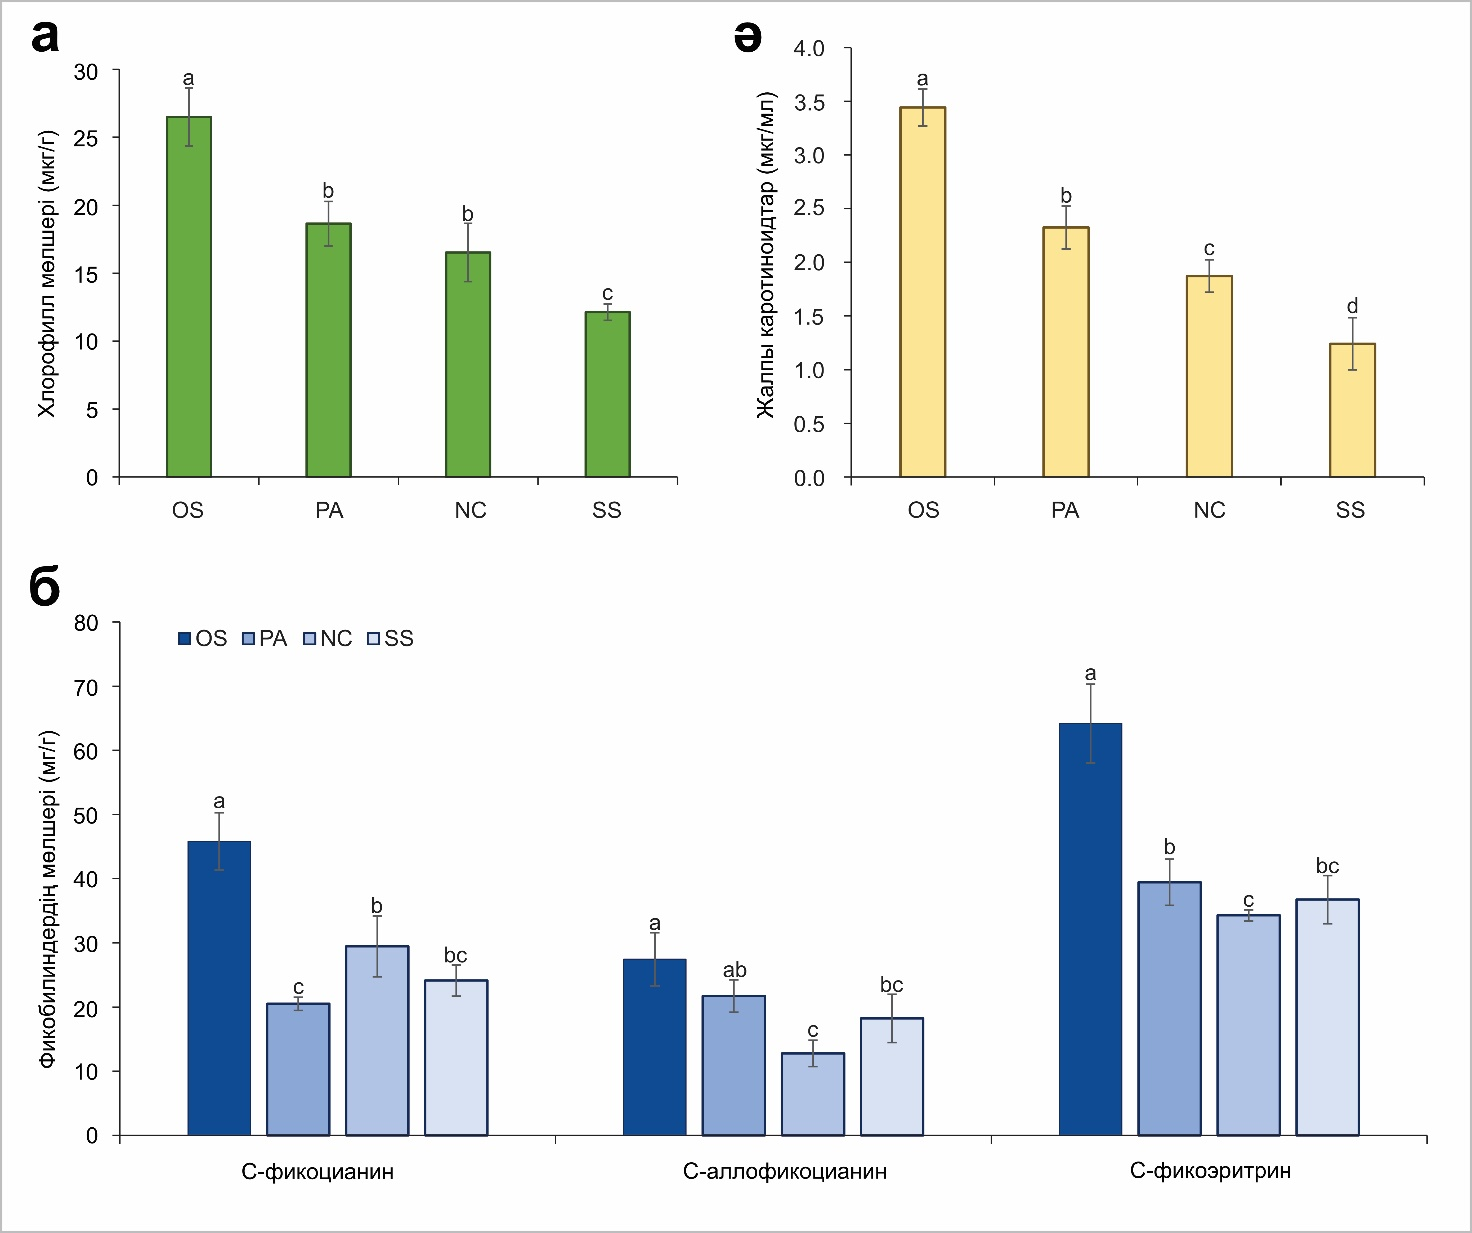 а
Хлорофилл мөлшері (мкг/г)
30
25
20
15
10
5
0
a
b
b
c
OS PA NC SS
ә
Жалпы каротиноидтар (мкг/мл)
4.0
3.5
3.0
2.5
2.0
1.5
1.0
0.5
0.0
a
b
c
d
OS PA NC SS
б
Фикобилиндердің мөлшері (мг/г)
80
70
60
50
40
30
20
10
0
OS PA NC SS
a
c
b
bc
a
ab
c
bc
a
b
c
bc
С-фикоцианин С-аллофикоцианин С-фикоэритрин